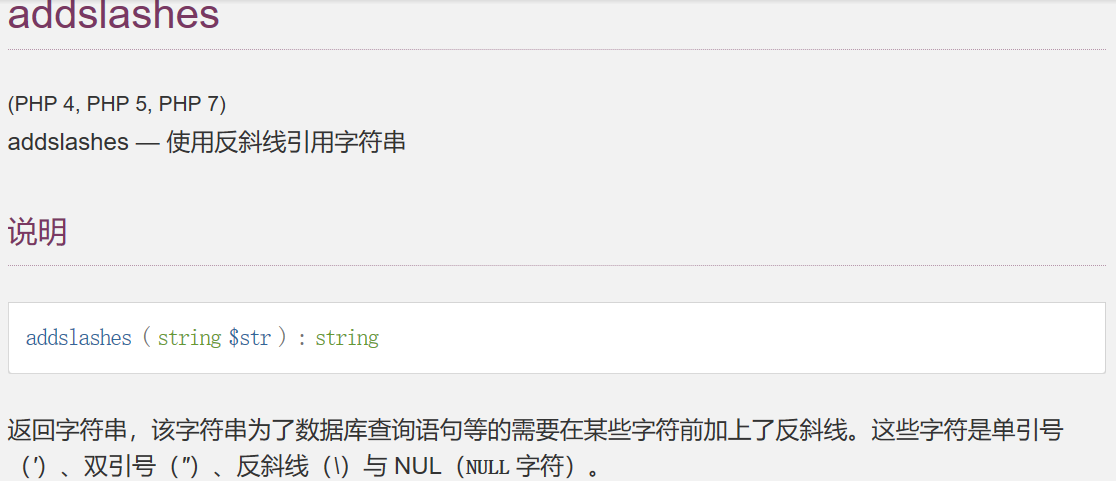 addslashes
(PHP 4, PHP 5, PHP 7)
addslashes — 使用反斜线引用字符串
说明
addslashes ( string $str ) : string
返回字符串，该字符串为了数据库查询语句等的需要在某些字符前加上了反斜线。这些字符是单引号
（'）、双引号（"）、反斜线（\）与 NUL（NULL 字符）。